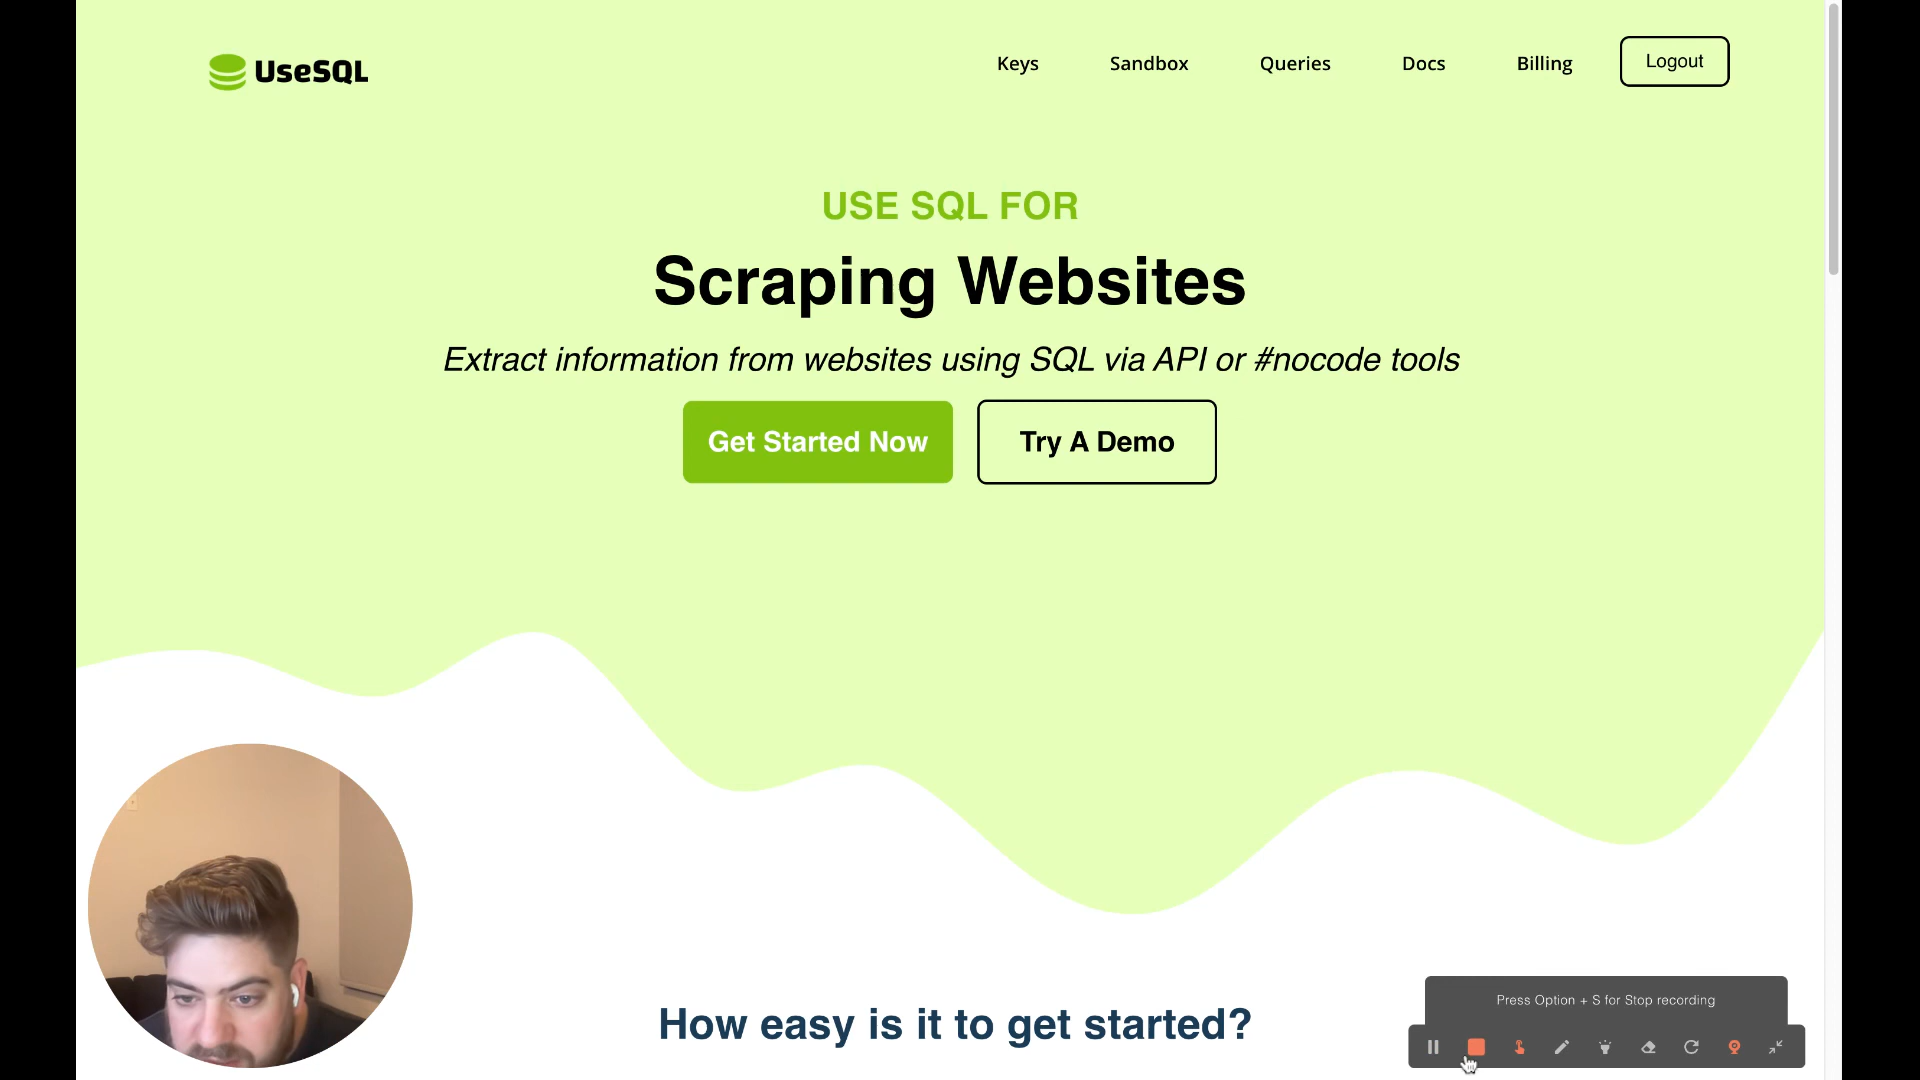 UseSQL
Keys Sandbox Queries Docs Billing Logout
USE SQL FOR
Scraping Websites
Extract information from websites using SQL via API or #nocode tools
Get Started Now Try A Demo
How easy is it to get started?
Press Option + S for Stop recording